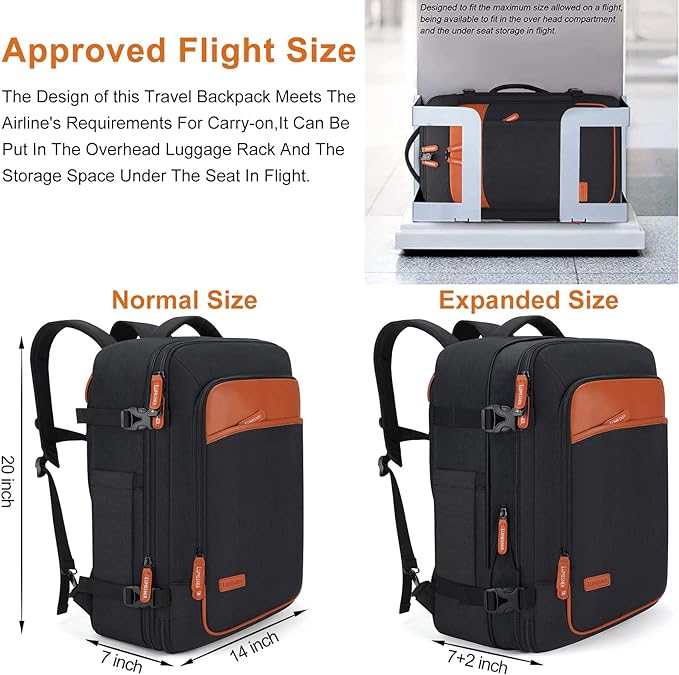 Approved Flight Size
The Design of this Travel Backpack Meets The
Airline's Requirements For Carry-on,It Can Be
Put In The Overhead Luggage Rack And The
Storage Space Under The Seat In Flight.
Designed to fit the maximum size allowed on a flight,
being available to fit in the over head compartment
and the under seat storage in flight.
Normal Size
Expanded Size
20 inch
7 inch
14 inch
7+2 inch